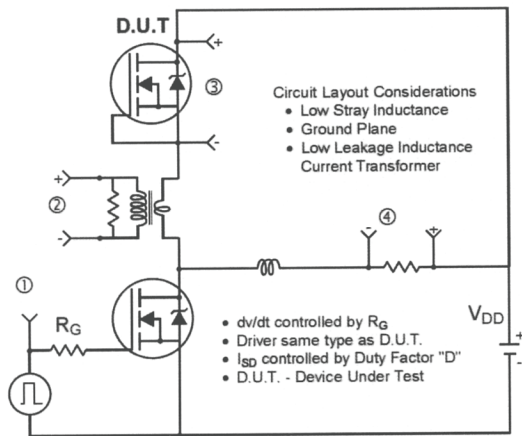 D.U.T
+
③
-
Circuit Layout Considerations
• Low Stray Inductance
• Ground Plane
• Low Leakage Inductance
Current Transformer
+
②
-
④
- +
①
RG
VDD
+
-
• dv/dt controlled by RG
• Driver same type as D.U.T.
• ISD controlled by Duty Factor "D"
• D.U.T. - Device Under Test